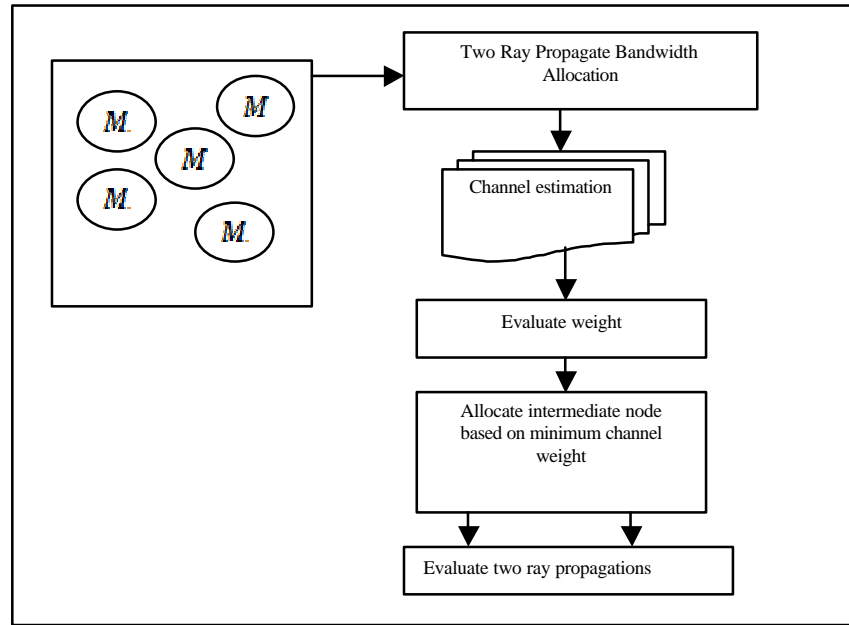 M
M
M
M
M
Two Ray Propagate Bandwidth
Allocation
Channel estimation
Evaluate weight
Allocate intermediate node
based on minimum channel
weight
Evaluate two ray propagations